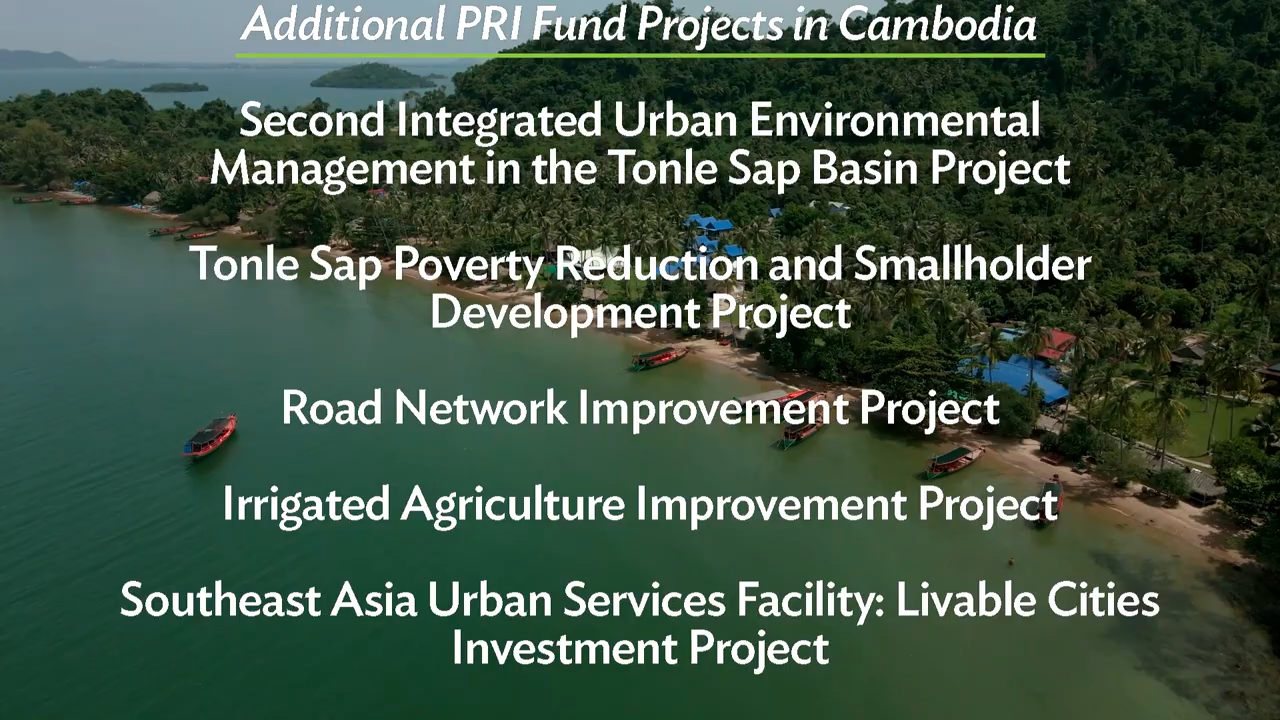 Additional PRI Fund Projects in Cambodia
Second Integrated Urban Environmental
Management in the Tonle Sap Basin Project
Tonle Sap Poverty Reduction and Smallholder
Development Project
Road Network Improvement Project
Irrigated Agriculture Improvement Project
Southeast Asia Urban Services Facility: Livable Cities
Investment Project